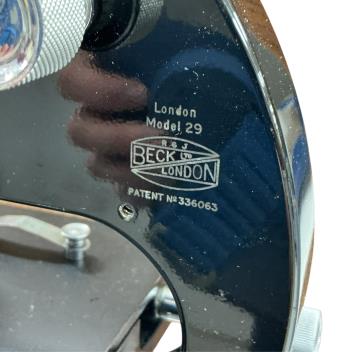 London
Model 29
R & J
BECK LTD
LONDON
PATENT No 336063